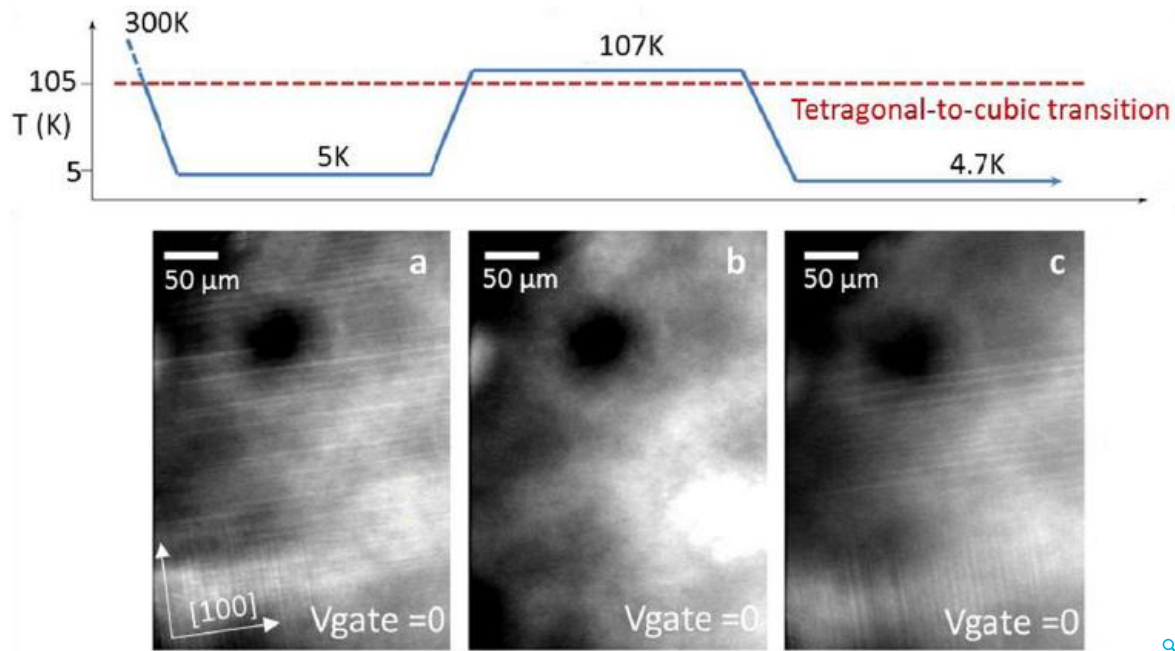 300K
107K
105
Tetragonal-to-cubic transition
T (K)
5K
4.7K
5
a
50 μm
b
50 μm
c
50 μm
[100]
Vgate =0
Vgate =0
Vgate =0